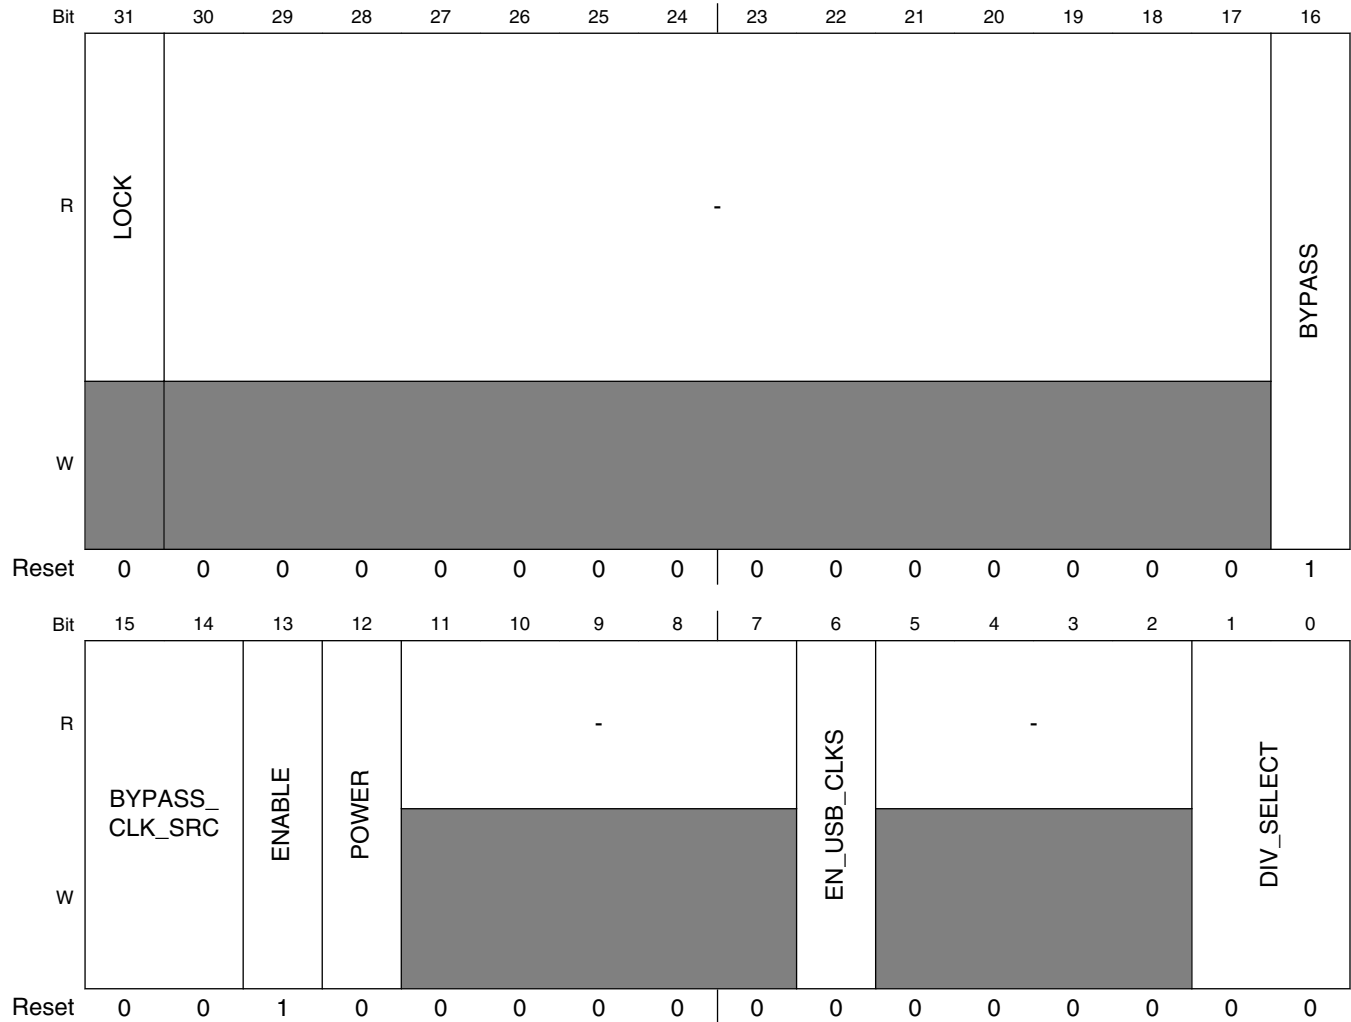 Bit 31 30 29 28 27 26 25 24 23 22 21 20 19 18 17 16
R LOCK - BYPASS
W
Reset 0 0 0 0 0 0 0 0 0 0 0 0 0 0 0 1
Bit 15 14 13 12 11 10 9 8 7 6 5 4 3 2 1 0
R - -
BYPASS_
CLK_SRC ENABLE POWER EN_USB_CLKS DIV_SELECT
W
Reset 0 0 1 0 0 0 0 0 0 0 0 0 0 0 0 0